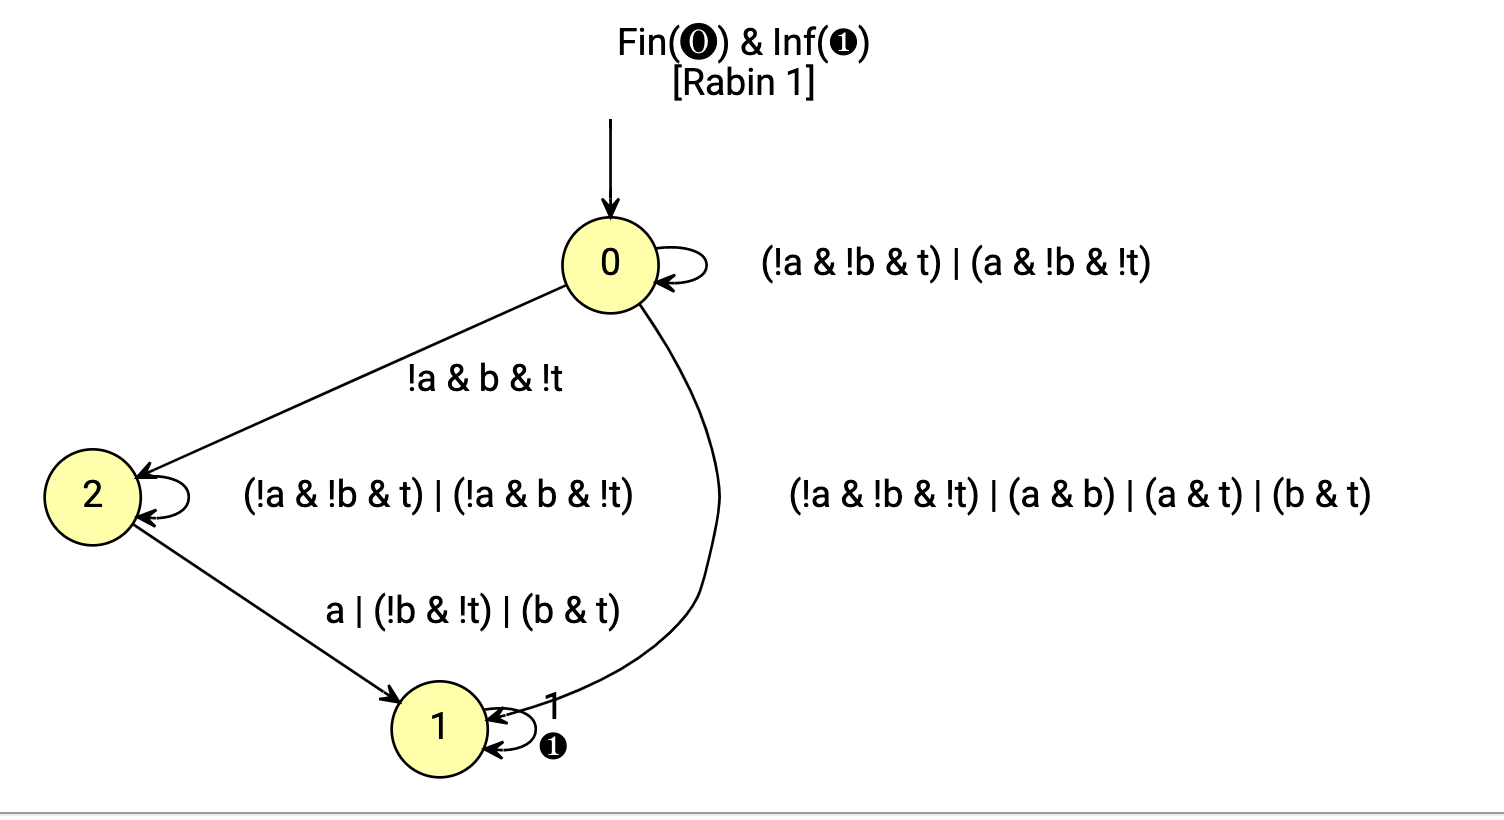 Fin(⓿) & Inf(❶)
[Rabin 1]
0
(!a & !b & t) | (a & !b & !t)
!a & b & !t
2
(!a & !b & t) | (!a & b & !t)
(!a & !b & !t) | (a & b) | (a & t) | (b & t)
a | (!b & !t) | (b & t)
1
1
❶